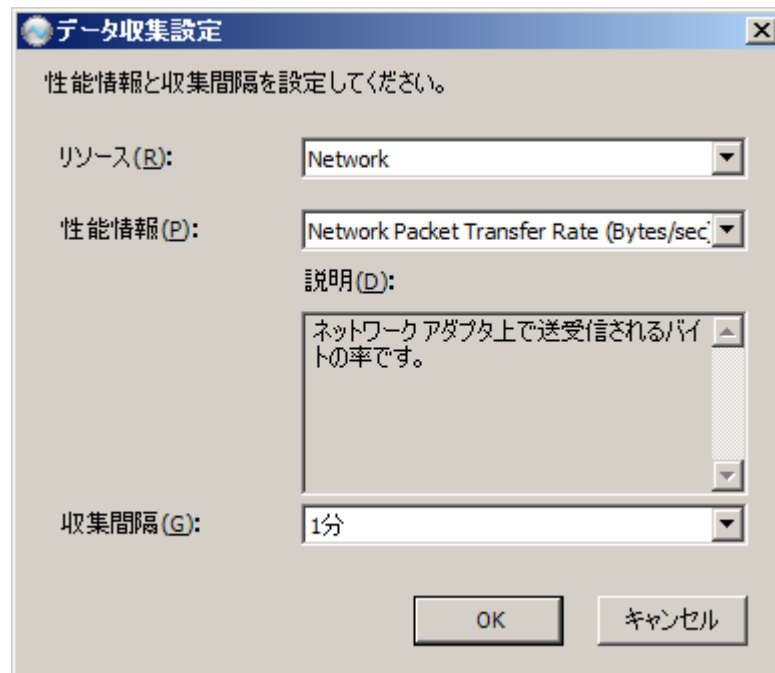 データ収集設定
性能情報と収集間隔を設定してください。
リソース(R):
Network
性能情報(P):
Network Packet Transfer Rate (Bytes/sec)
説明(D):
ネットワーク アダプタ上で送受信されるバイ
トの率です。
収集間隔(G):
1分
OK
キャンセル